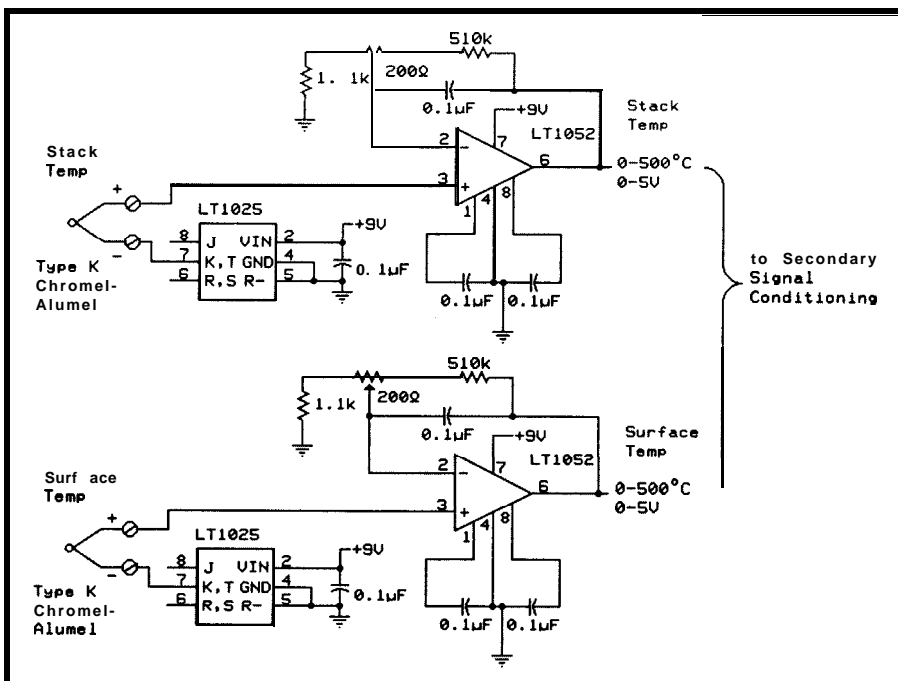 510k
1. 1k
200Ω
0.1µF
+9V
7
LT1052
Stack
Temp
2
−
6
0-500°C
0-5V
3
+
4
8
1
Stack
Temp
+
−
Type K
Chromel-
Alumel
LT1025
8 J VIN 2
7 K,T GND 4
6 R,S R- 5
+9V
0.1µF
0.1µF
0.1µF
to Secondary
Signal
Conditioning
510k
1.1k
200Ω
0.1µF
+9V
7
LT1052
Surface
Temp
2
−
6
0-500°C
0-5V
3
+
4
8
1
Surf ace
Temp
+
−
Type K
Chromel-
Alumel
LT1025
8 J VIN 2
7 K,T GND 4
6 R,S R- 5
+9V
0.1µF
0.1µF
0.1µF